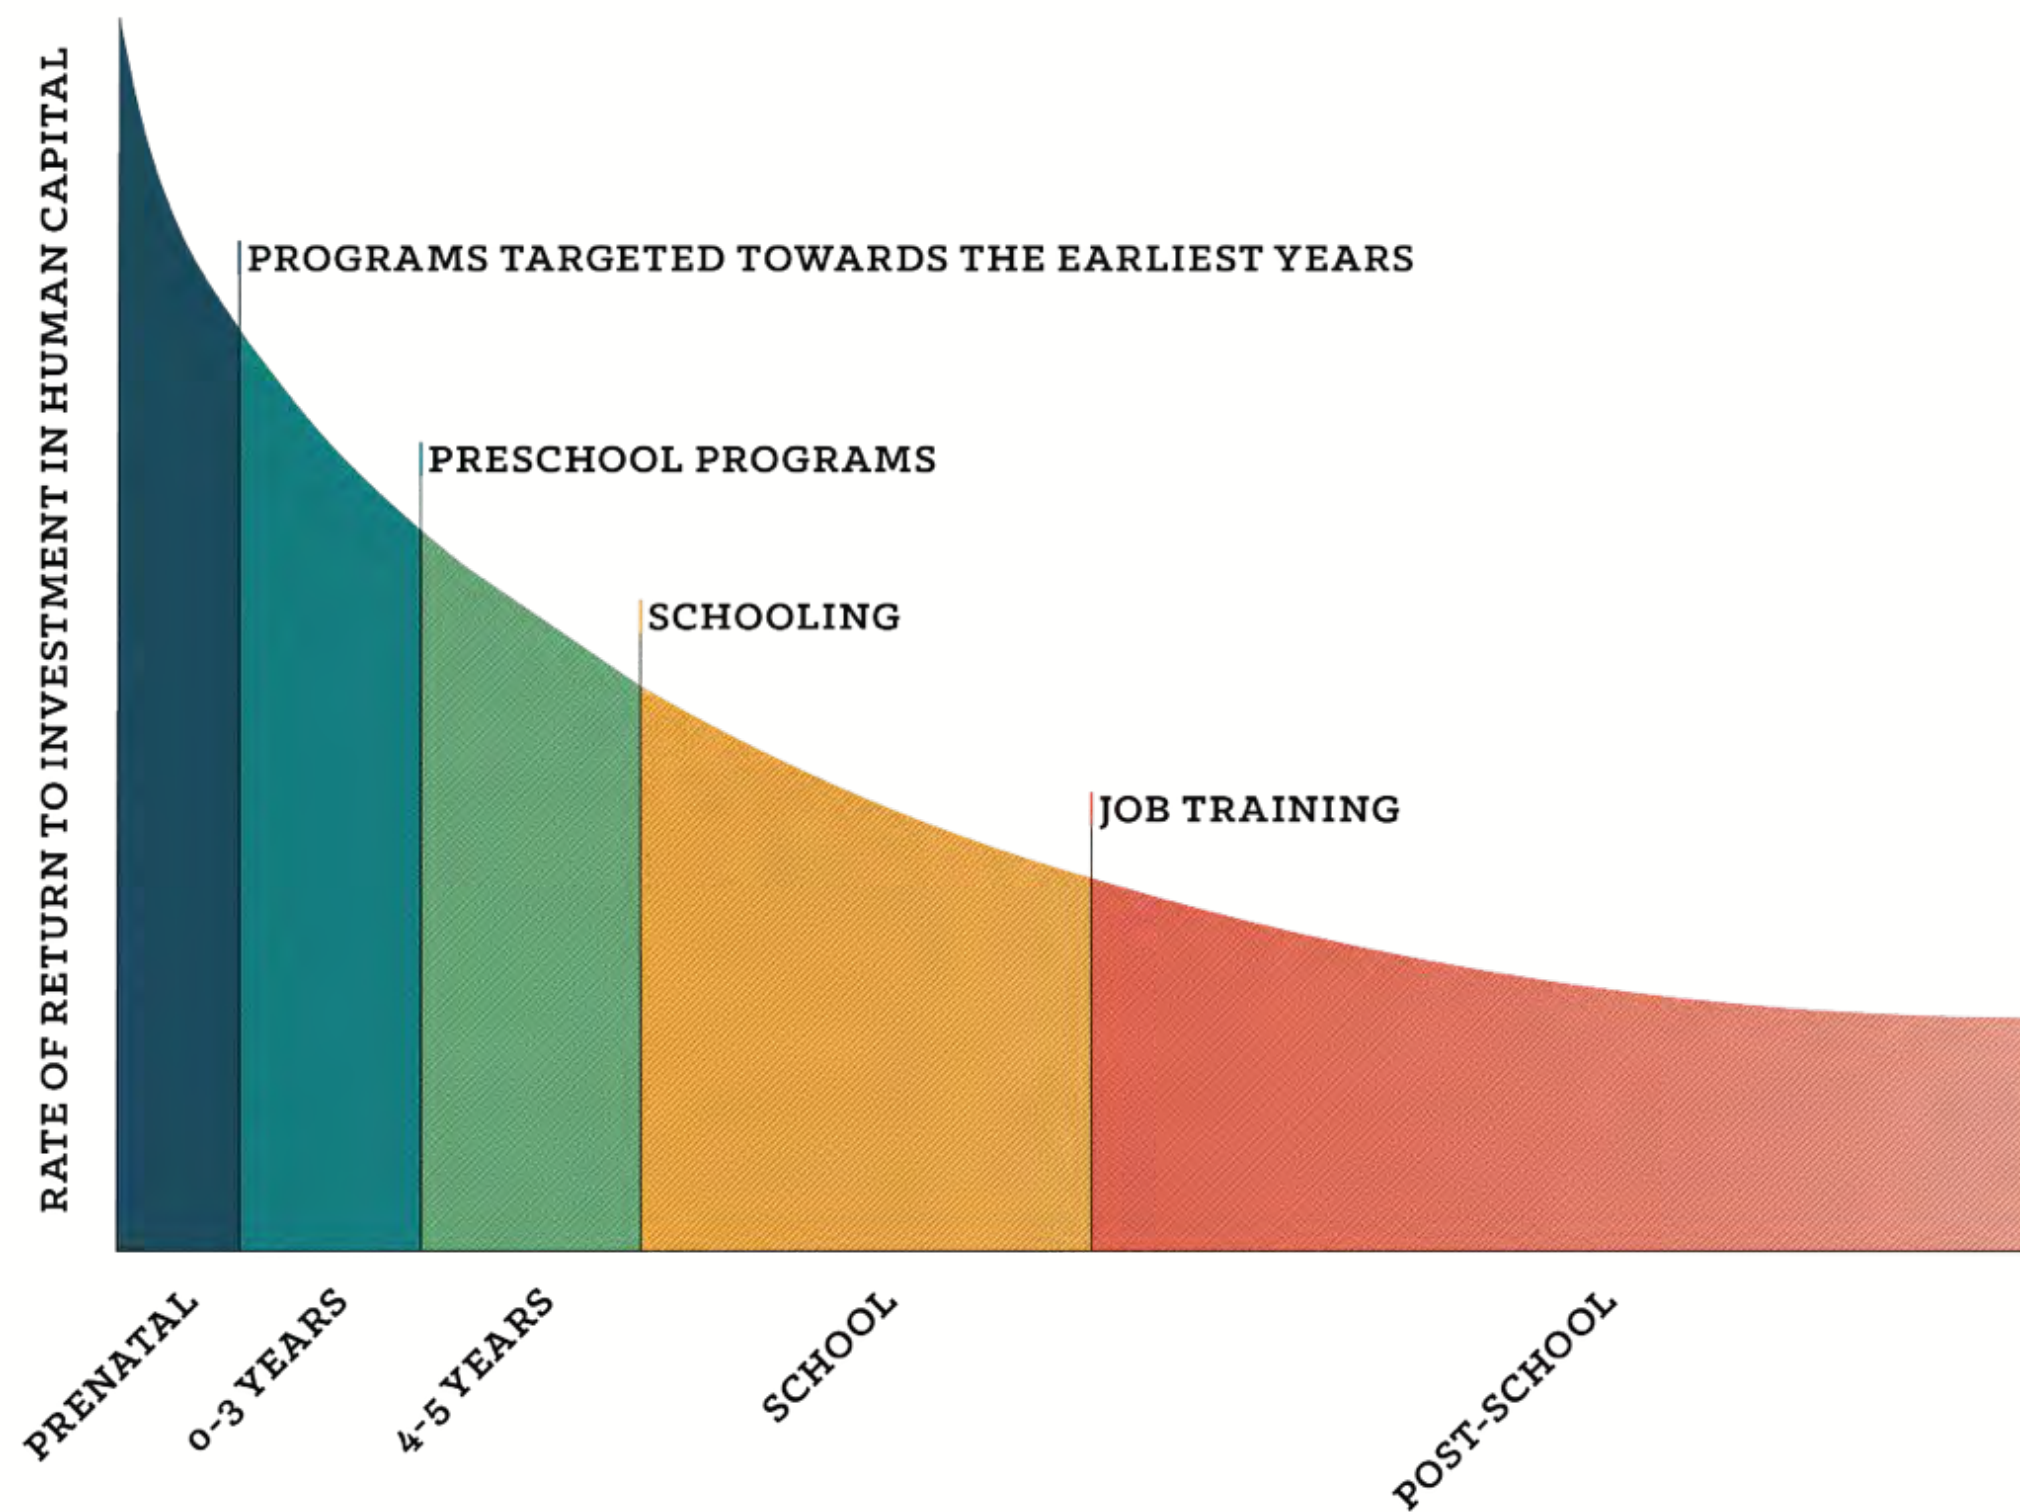 RATE OF RETURN TO INVESTMENT IN HUMAN CAPITAL
PROGRAMS TARGETED TOWARDS THE EARLIEST YEARS
PRESCHOOL PROGRAMS
SCHOOLING
JOB TRAINING
PRENATAL
0-3 YEARS
4-5 YEARS
SCHOOL
POST-SCHOOL